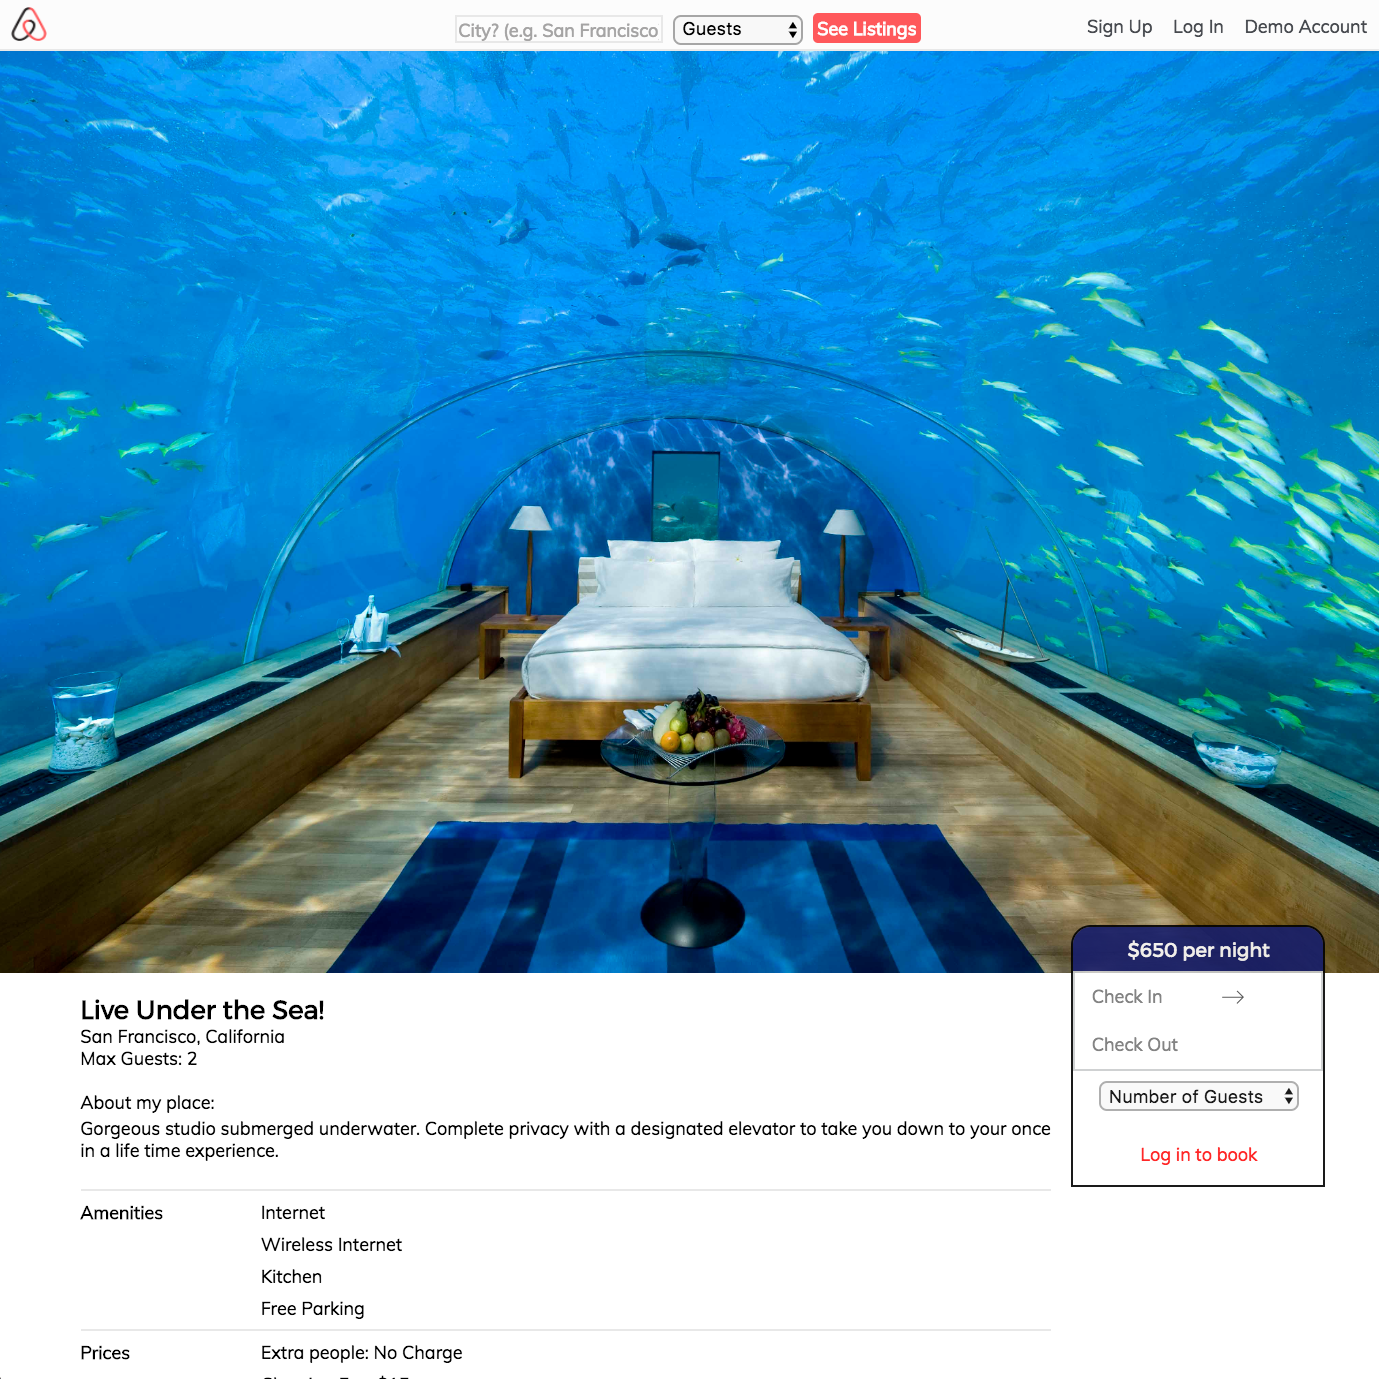 City? (e.g. San Francisco
Guests
See Listings
Sign Up
Log In
Demo Account
$650 per night
Check In
Check Out
Number of Guests
Log in to book
Live Under the Sea!
San Francisco, California
Max Guests: 2
About my place:
Gorgeous studio submerged underwater. Complete privacy with a designated elevator to take you down to your once
in a life time experience.
Amenities
Internet
Wireless Internet
Kitchen
Free Parking
Prices
Extra people: No Charge